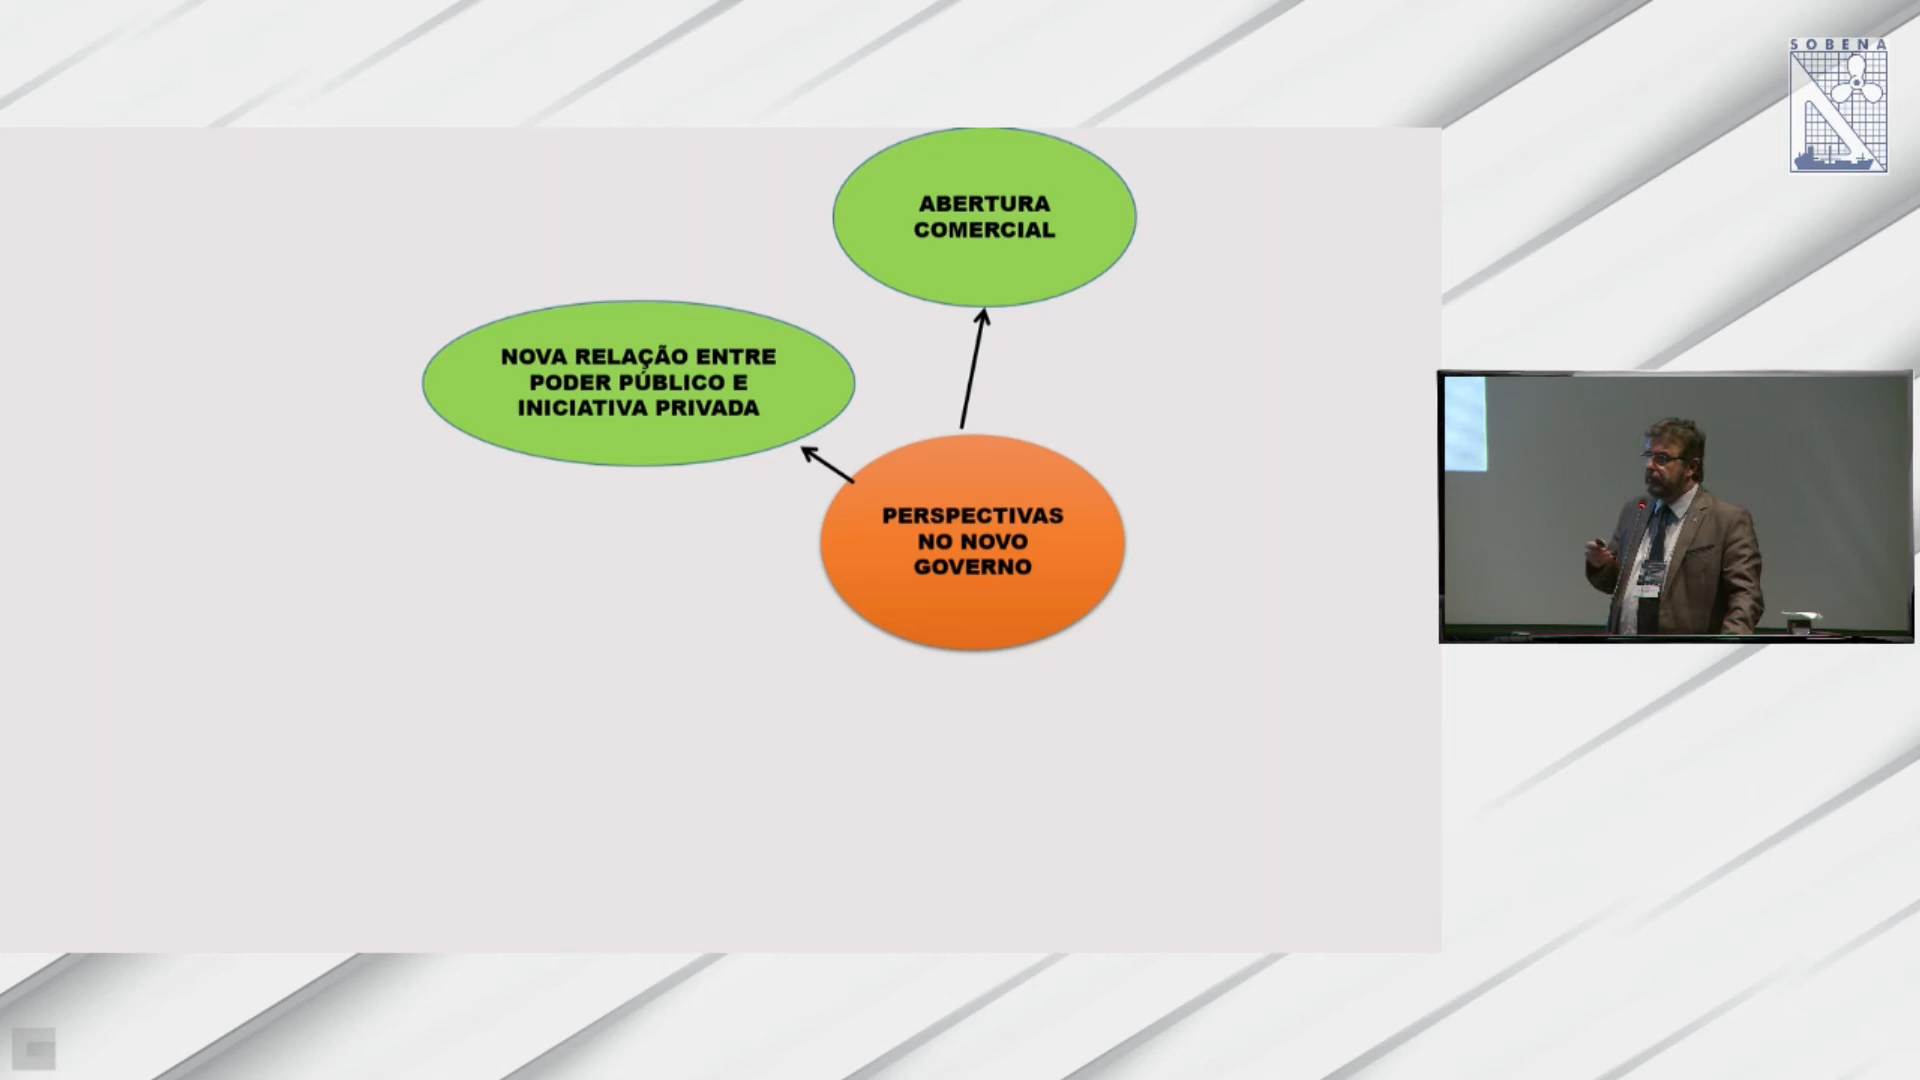 SOBENA
ABERTURA
COMERCIAL
NOVA RELAÇÃO ENTRE
PODER PÚBLICO E
INICIATIVA PRIVADA
PERSPECTIVAS
NO NOVO
GOVERNO